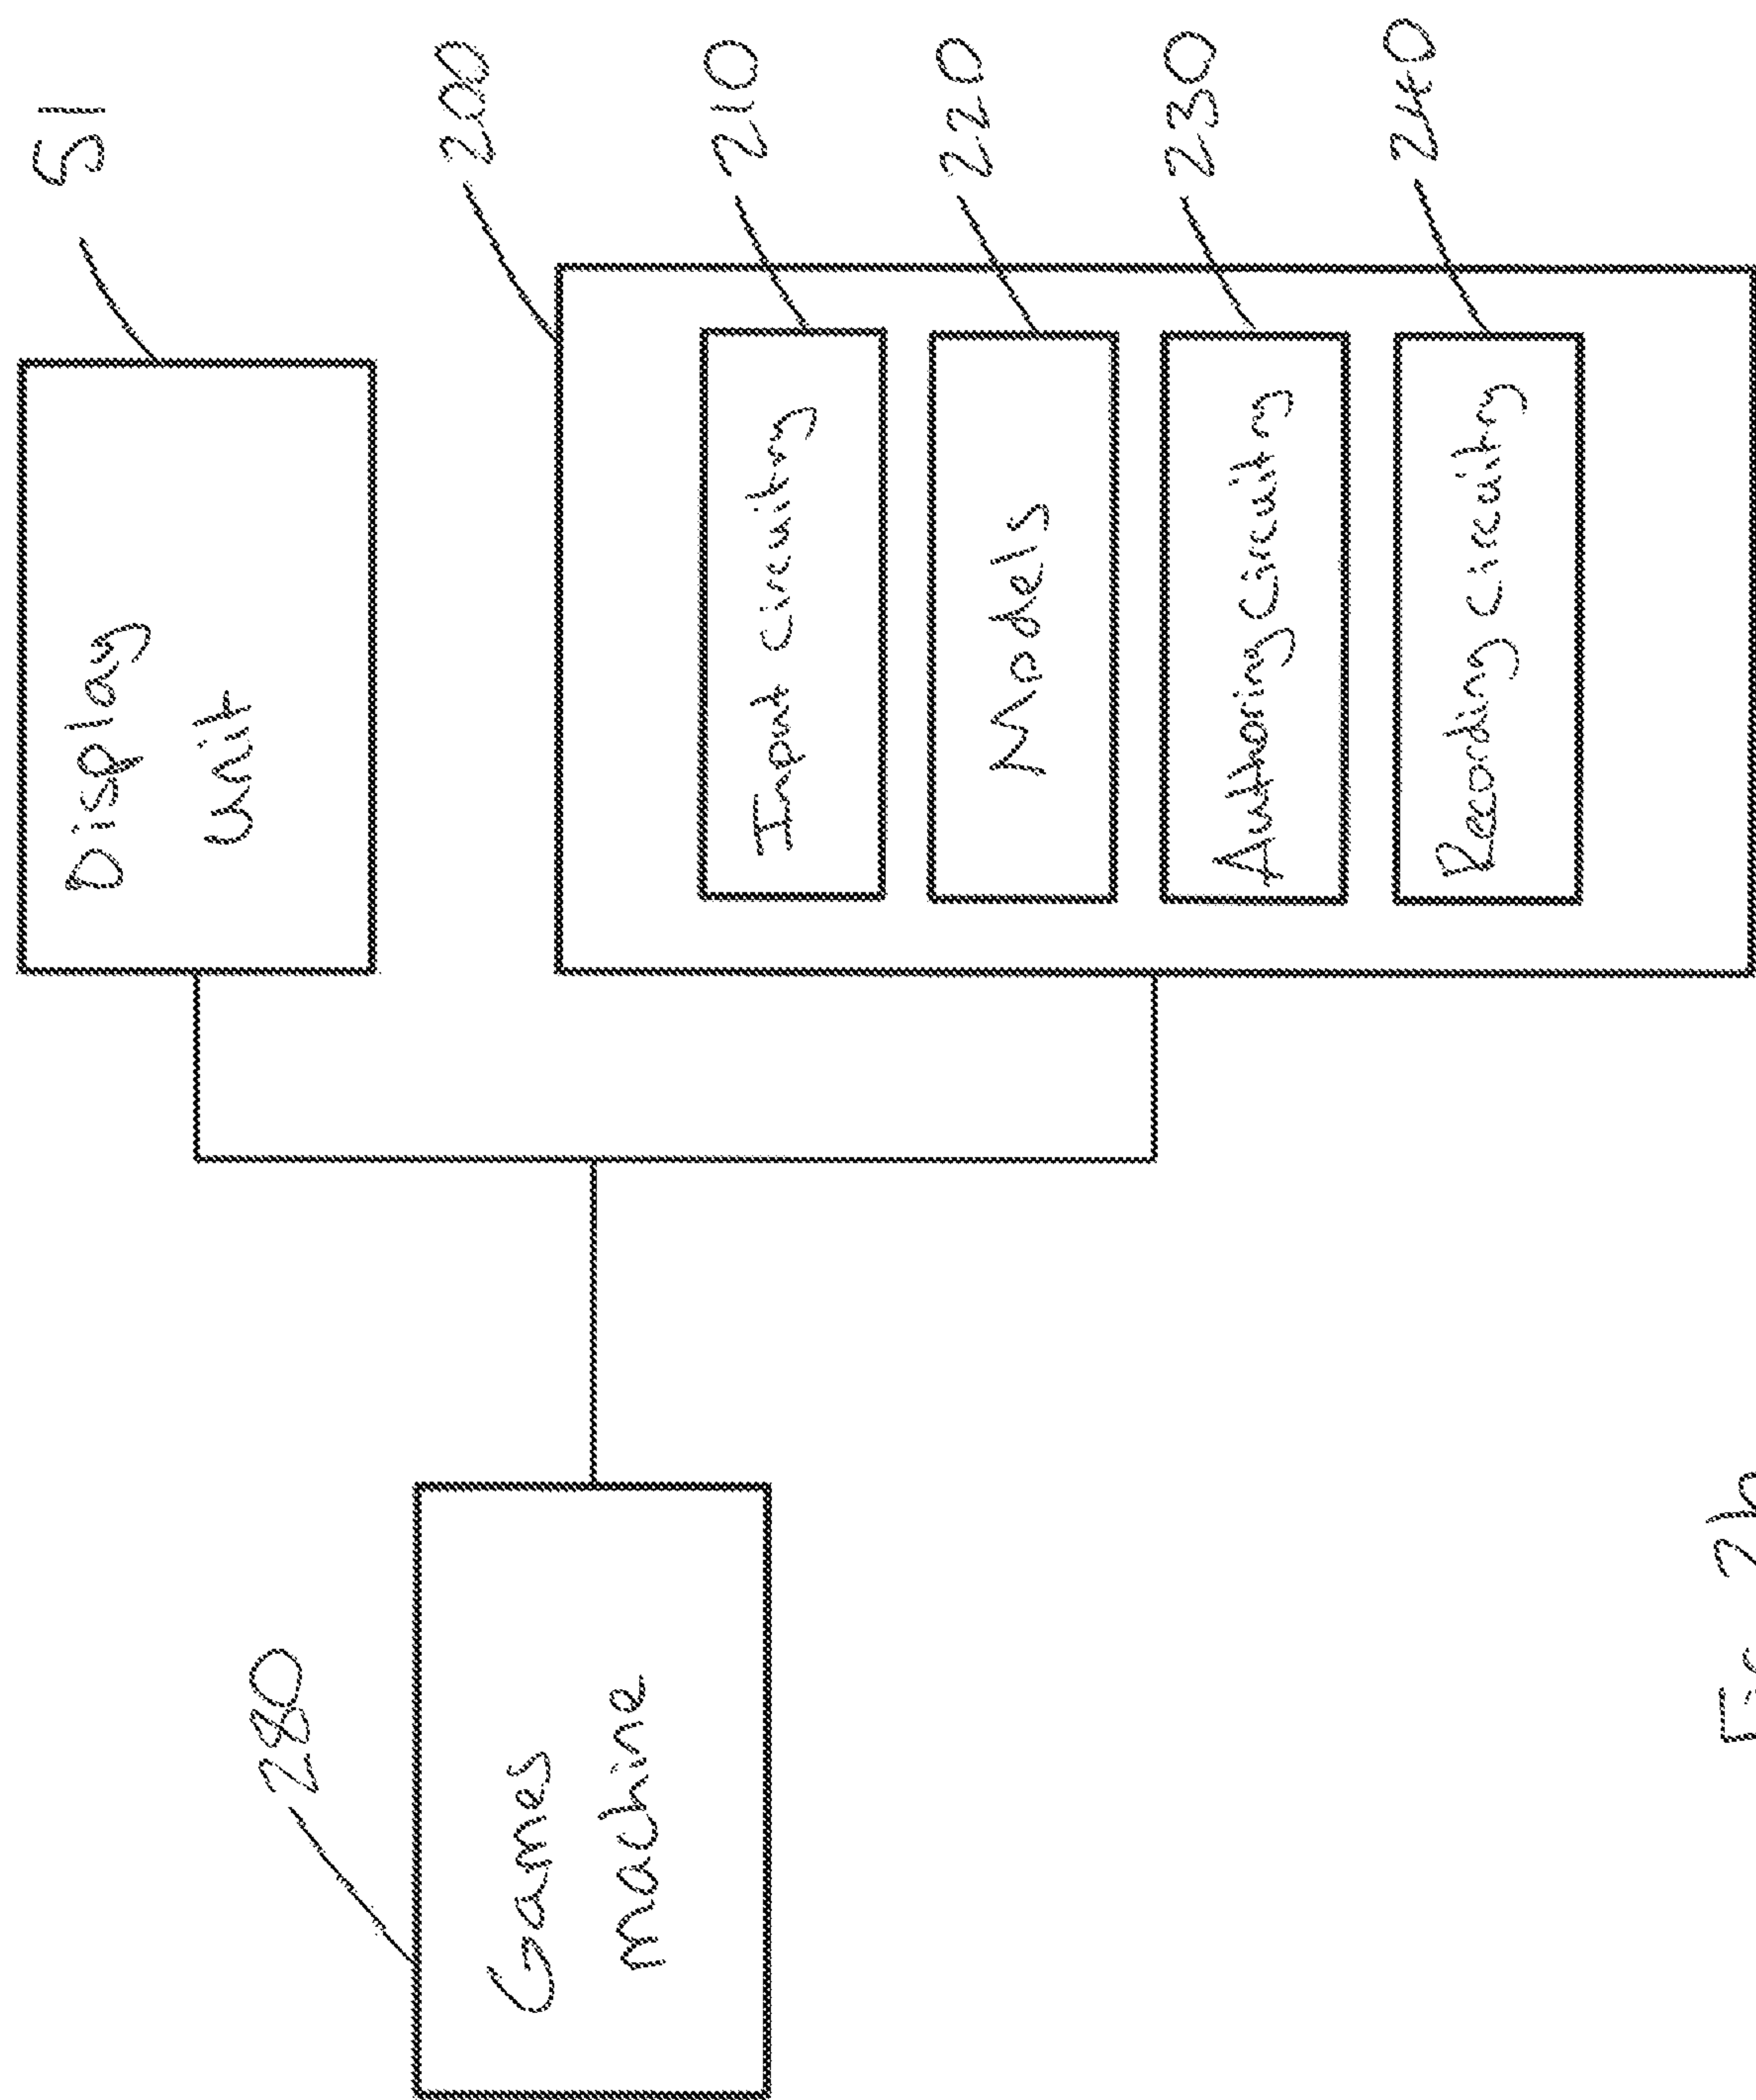 51
Display
unit
280
200
Games
machine
210
Input Circuitry
220
Models
230
Authoring Circuitry
240
Recording Circuitry